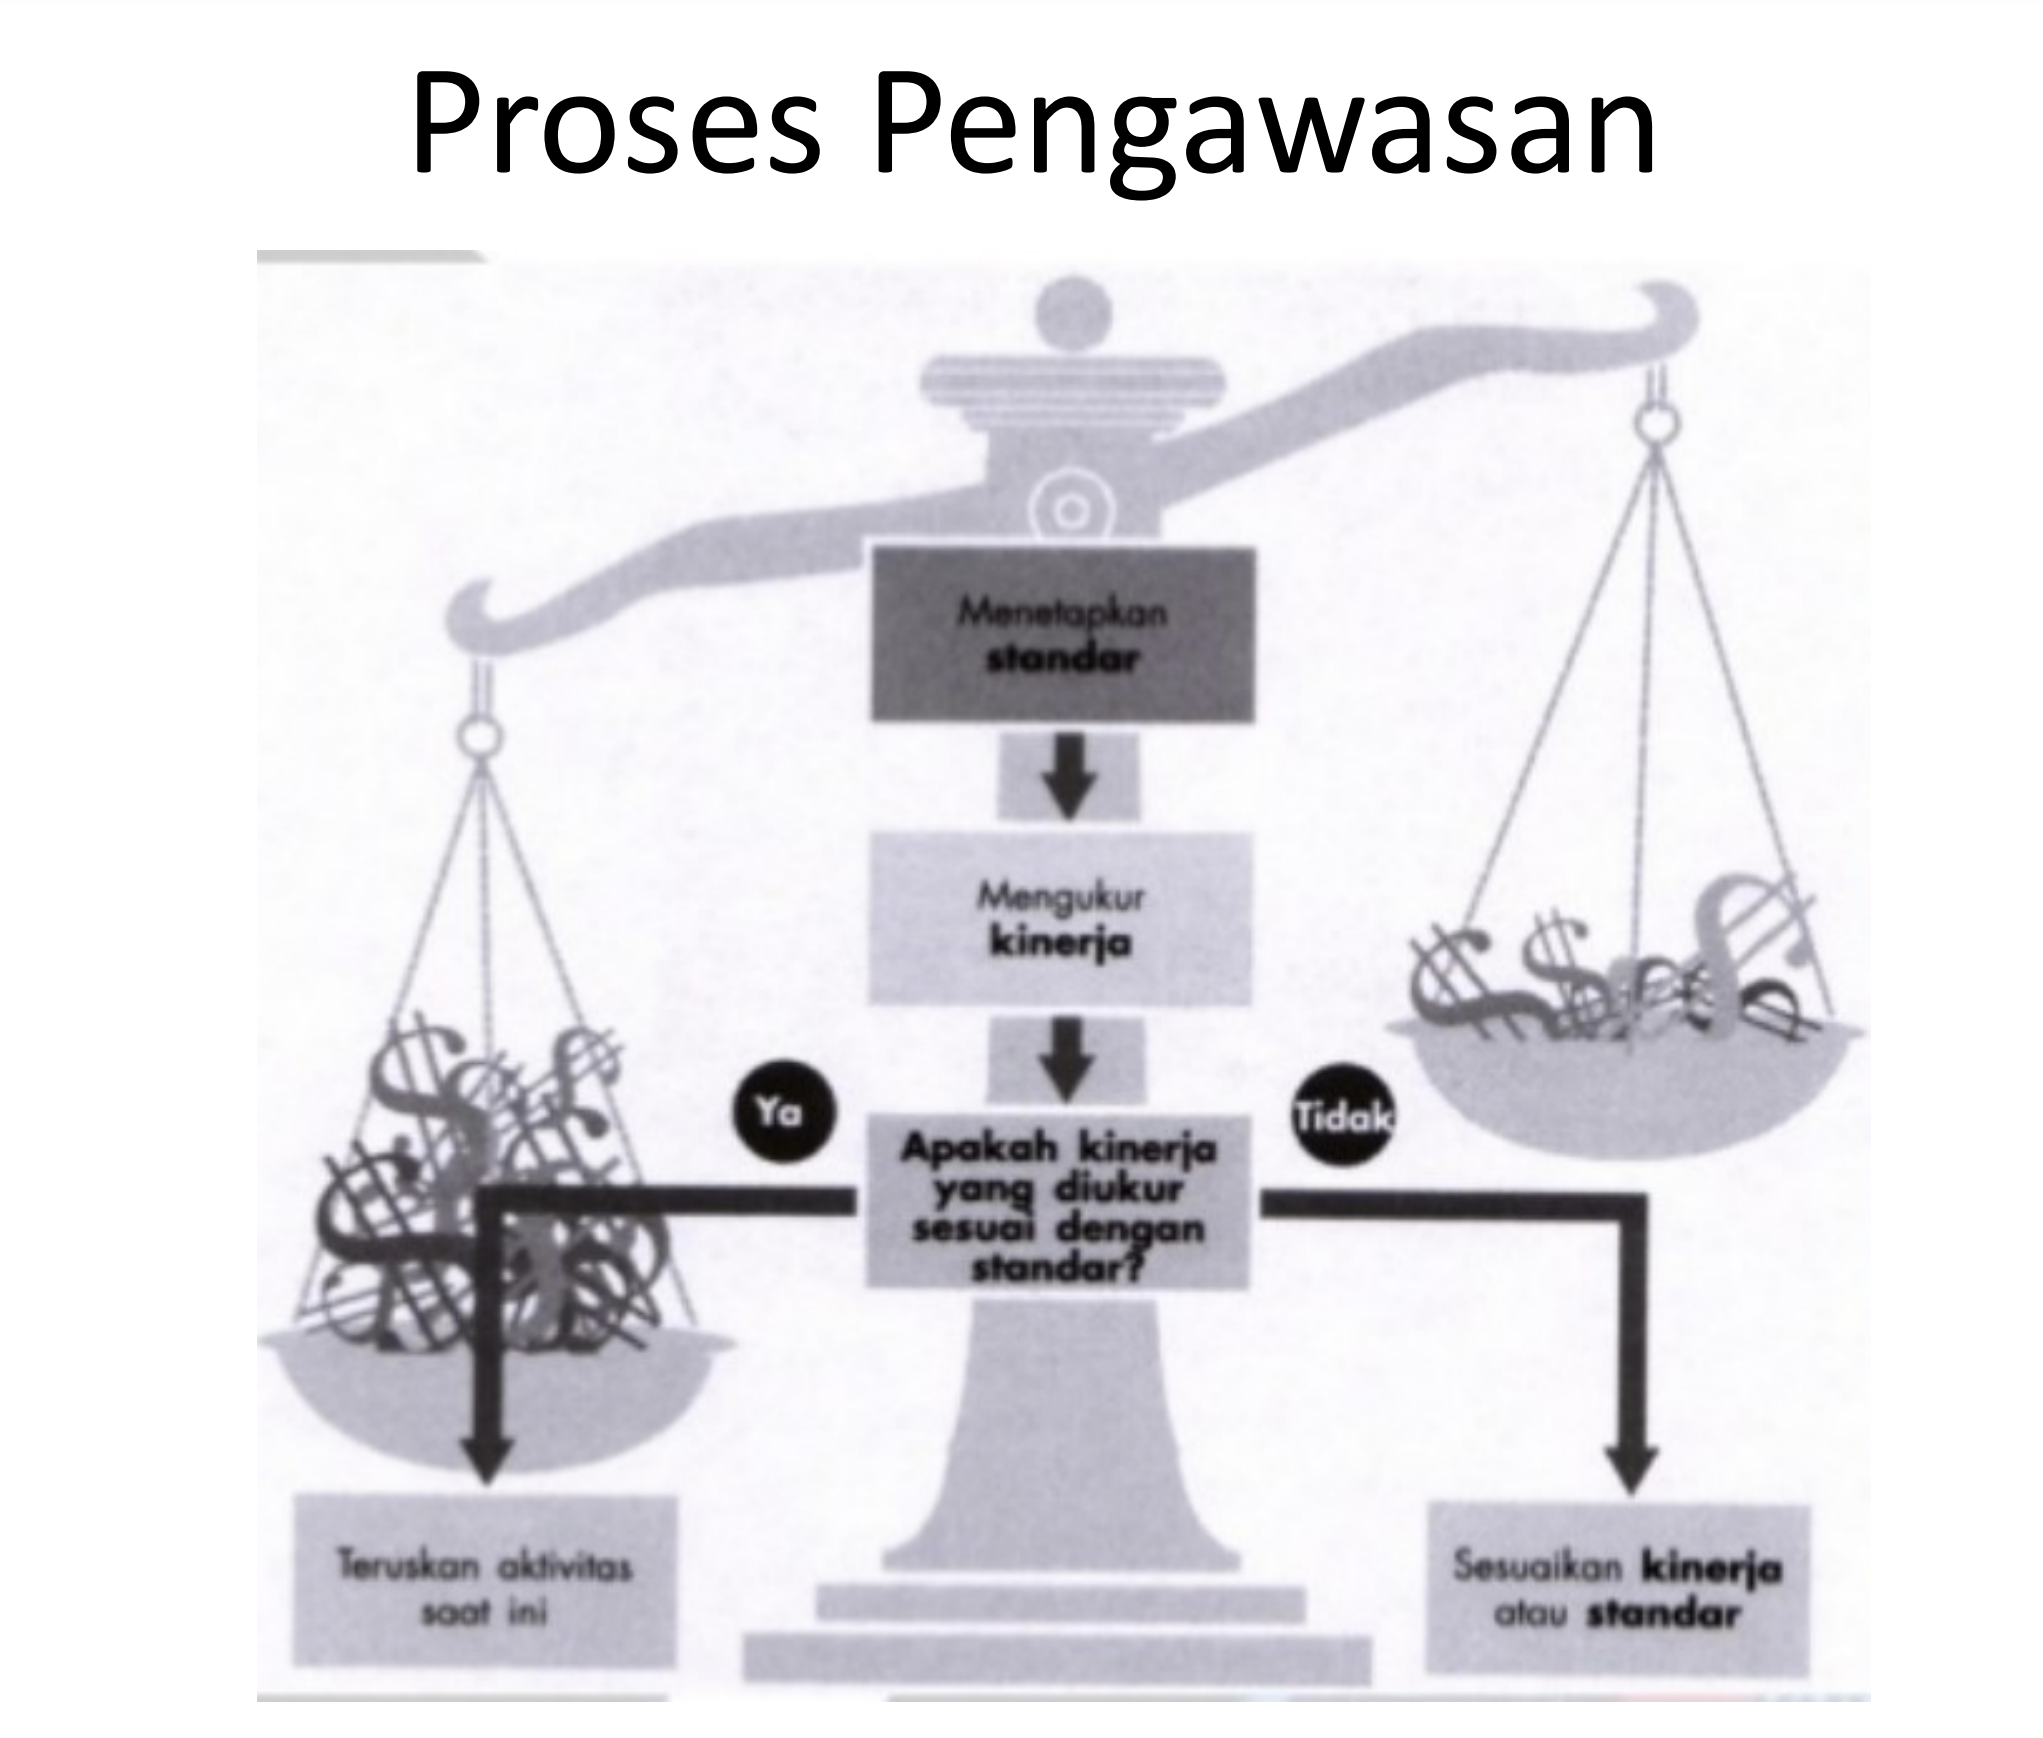 Proses Pengawasan
Menetapkan
standar
Mengukur
kinerja
Ya
Tidak
Apakah kinerja
yang diukur
sesuai dengan
standar?
Teruskan aktivitas
saat ini
Sesuaikan kinerja
atau standar